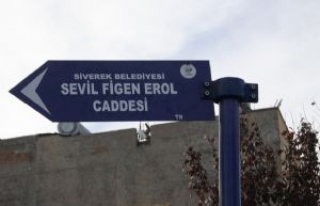 SİVEREK BELEDİYESİ
SEVİL FİGEN EROL
CADDESİ